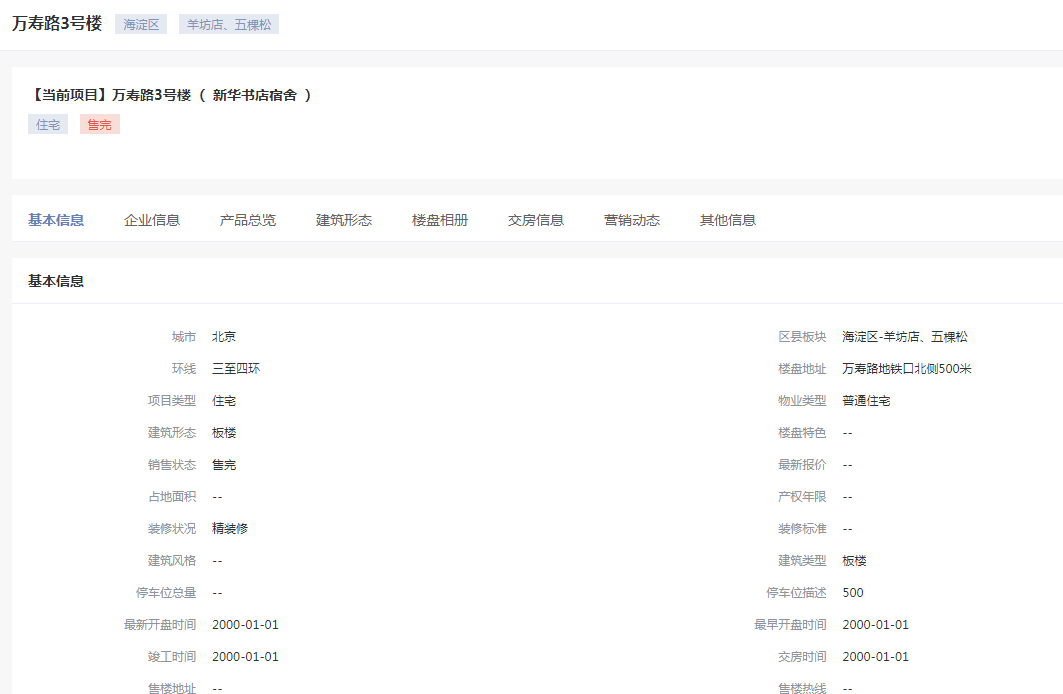 万寿路3号楼 海淀区 羊坊店、五棵松
【当前项目】万寿路3号楼（ 新华书店宿舍 ）
住宅 售完
基本信息 企业信息 产品总览 建筑形态 楼盘相册 交房信息 营销动态 其他信息
基本信息
城市 北京 区县板块 海淀区-羊坊店、五棵松
环线 三至四环 楼盘地址 万寿路地铁口北侧500米
项目类型 住宅 物业类型 普通住宅
建筑形态 板楼 楼盘特色 --
销售状态 售完 最新报价 --
占地面积 -- 产权年限 --
装修状况 精装修 装修标准 --
建筑风格 -- 建筑类型 板楼
停车位总量 -- 停车位描述 500
最新开盘时间 2000-01-01 最早开盘时间 2000-01-01
竣工时间 2000-01-01 交房时间 2000-01-01
售楼地址 -- 售楼热线 --